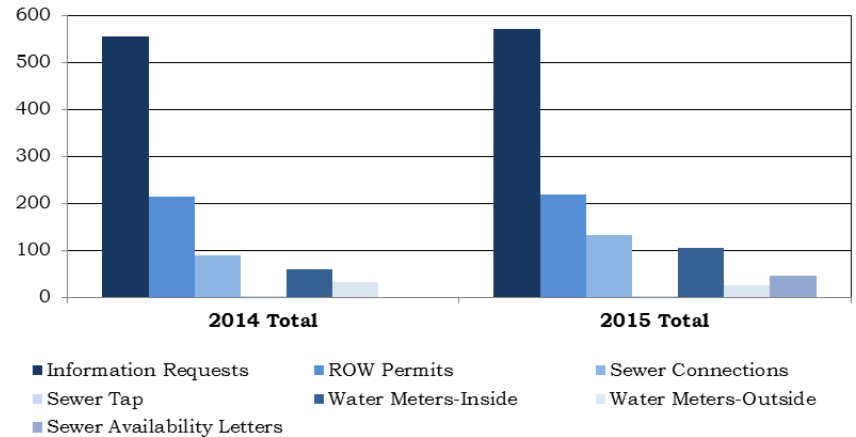 600
500
400
300
200
100
0
2014 Total 2015 Total
Information Requests ROW Permits Sewer Connections
Sewer Tap Water Meters-Inside Water Meters-Outside
Sewer Availability Letters